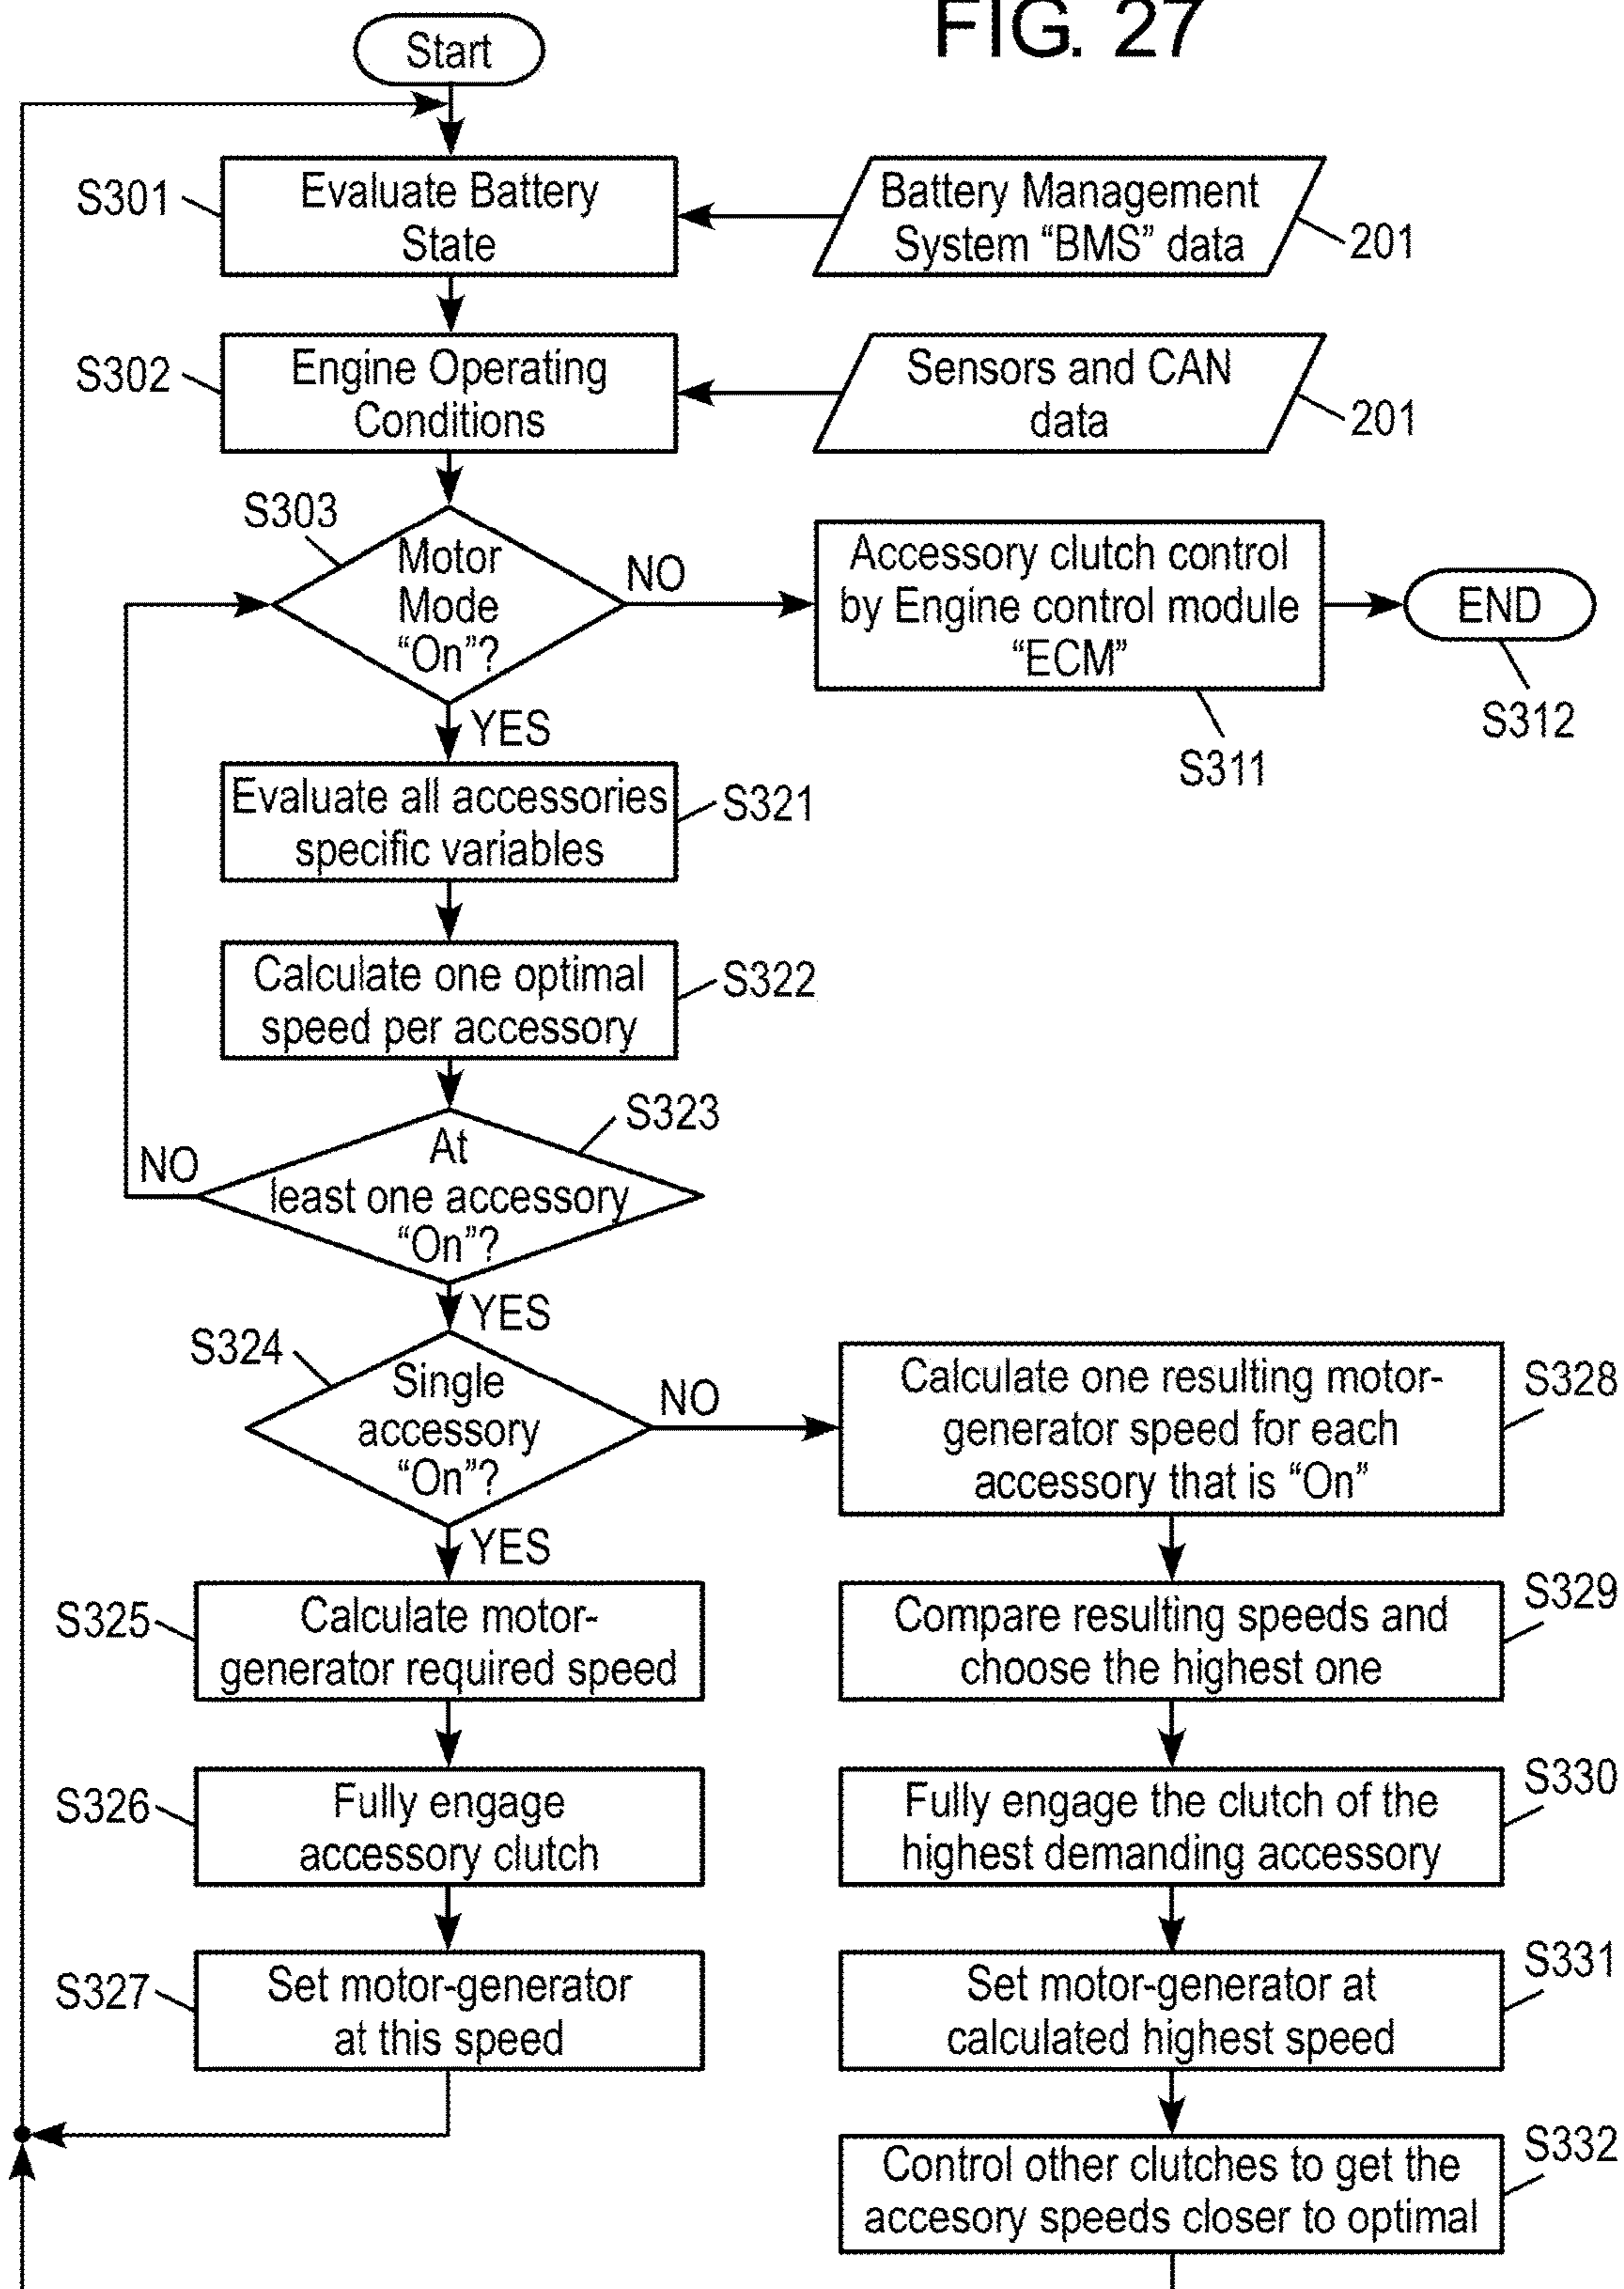 FIG. 27
Start
S301
Evaluate Battery
State
Battery Management
System “BMS” data
201
S302
Engine Operating
Conditions
Sensors and CAN
data
201
S303
Motor
Mode
“On”?
NO
Accessory clutch control
by Engine control module
“ECM”
S311
END
S312
YES
Evaluate all accessories
specific variables
S321
Calculate one optimal
speed per accessory
S322
S323
At
least one accessory
“On”?
NO
YES
S324
Single
accessory
“On”?
NO
YES
Calculate one resulting motor-
generator speed for each
accessory that is “On”
S328
S325
Calculate motor-
generator required speed
Compare resulting speeds and
choose the highest one
S329
S326
Fully engage
accessory clutch
Fully engage the clutch of the
highest demanding accessory
S330
S327
Set motor-generator
at this speed
Set motor-generator at
calculated highest speed
S331
Control other clutches to get the
accesory speeds closer to optimal
S332